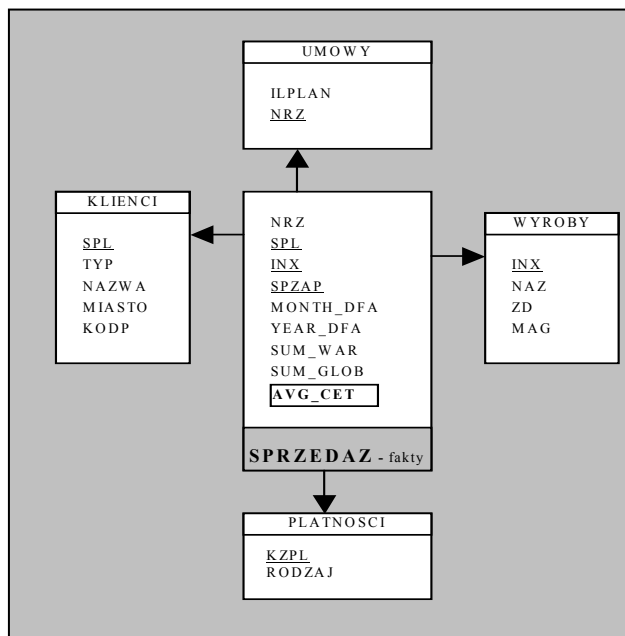 UMOWY
ILPLAN
NRZ
KLIENCI
SPL
TYP
NAZWA
MIASTO
KODP
NRZ
SPL
INX
SPZAP
MONTH_DFA
YEAR_DFA
SUM_WAR
SUM_GLOB
AVG_CET
SPRZEDAZ - fakty
WYROBY
INX
NAZ
ZD
MAG
PLATNOSCI
KZPL
RODZAJ